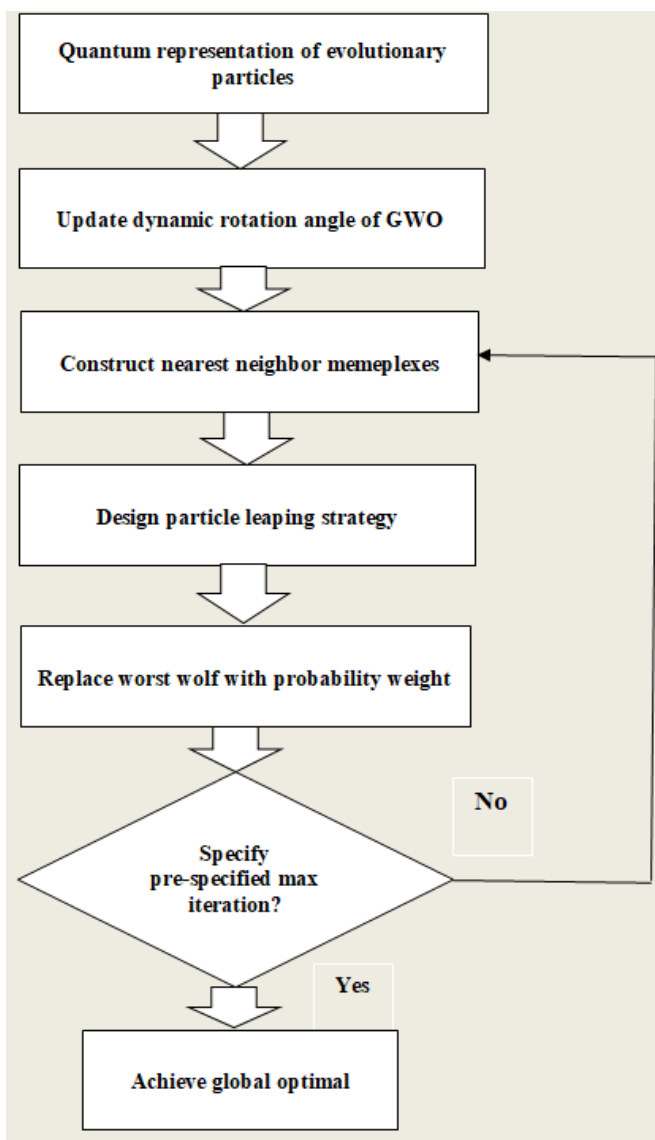 Quantum representation of evolutionary
particles
Update dynamic rotation angle of GWO
Construct nearest neighbor memeplexes
Design particle leaping strategy
Replace worst wolf with probability weight
No
Specify
pre-specified max
iteration?
Yes
Achieve global optimal